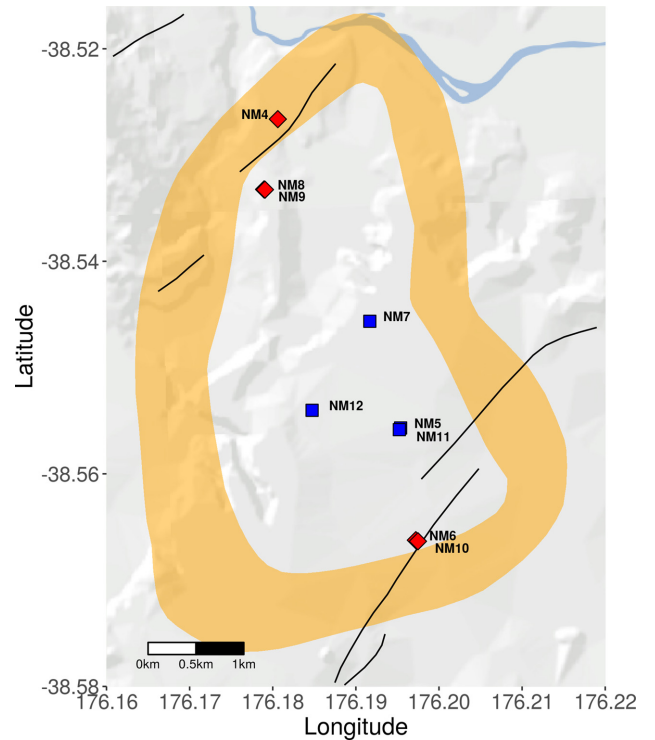 -38.52
NM4
NM8
NM9
-38.54
NM7
NM12
NM5
NM11
-38.56
NM6
NM10
0km 0.5km 1km
-38.58
176.16 176.17 176.18 176.19 176.20 176.21 176.22
Longitude
Latitude